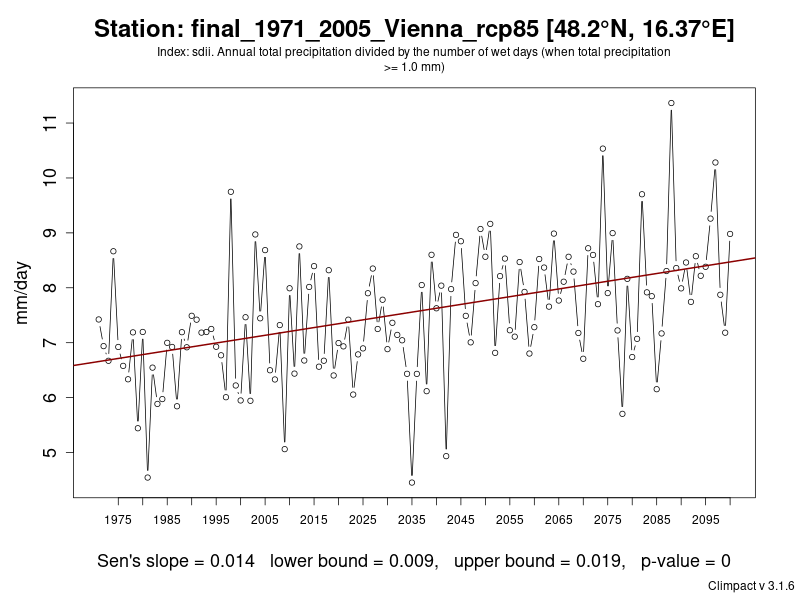 Station: final_1971_2005_Vienna_rcp85 [48.2°N, 16.37°E]
Index: sdii. Annual total precipitation divided by the number of wet days (when total precipitation
>= 1.0 mm)
11
10
9
8
7
6
5
mm/day
1975 1985 1995 2005 2015 2025 2035 2045 2055 2065 2075 2085 2095
Sen's slope = 0.014 lower bound = 0.009, upper bound = 0.019, p-value = 0
Climpact v 3.1.6